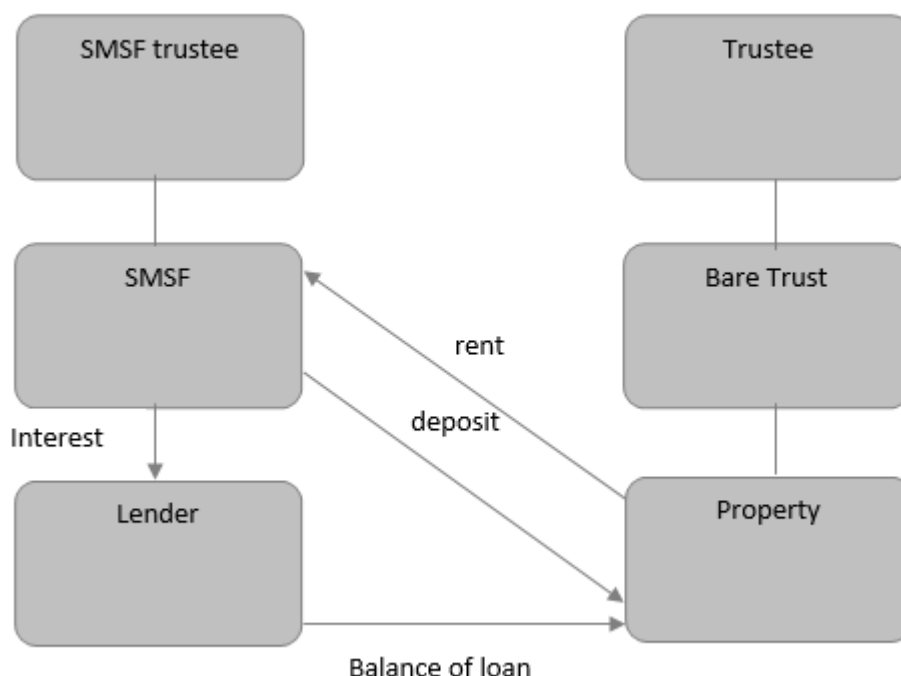 SMSF trustee
Trustee
SMSF
Bare Trust
rent
deposit
Interest
Lender
Property
Balance of loan